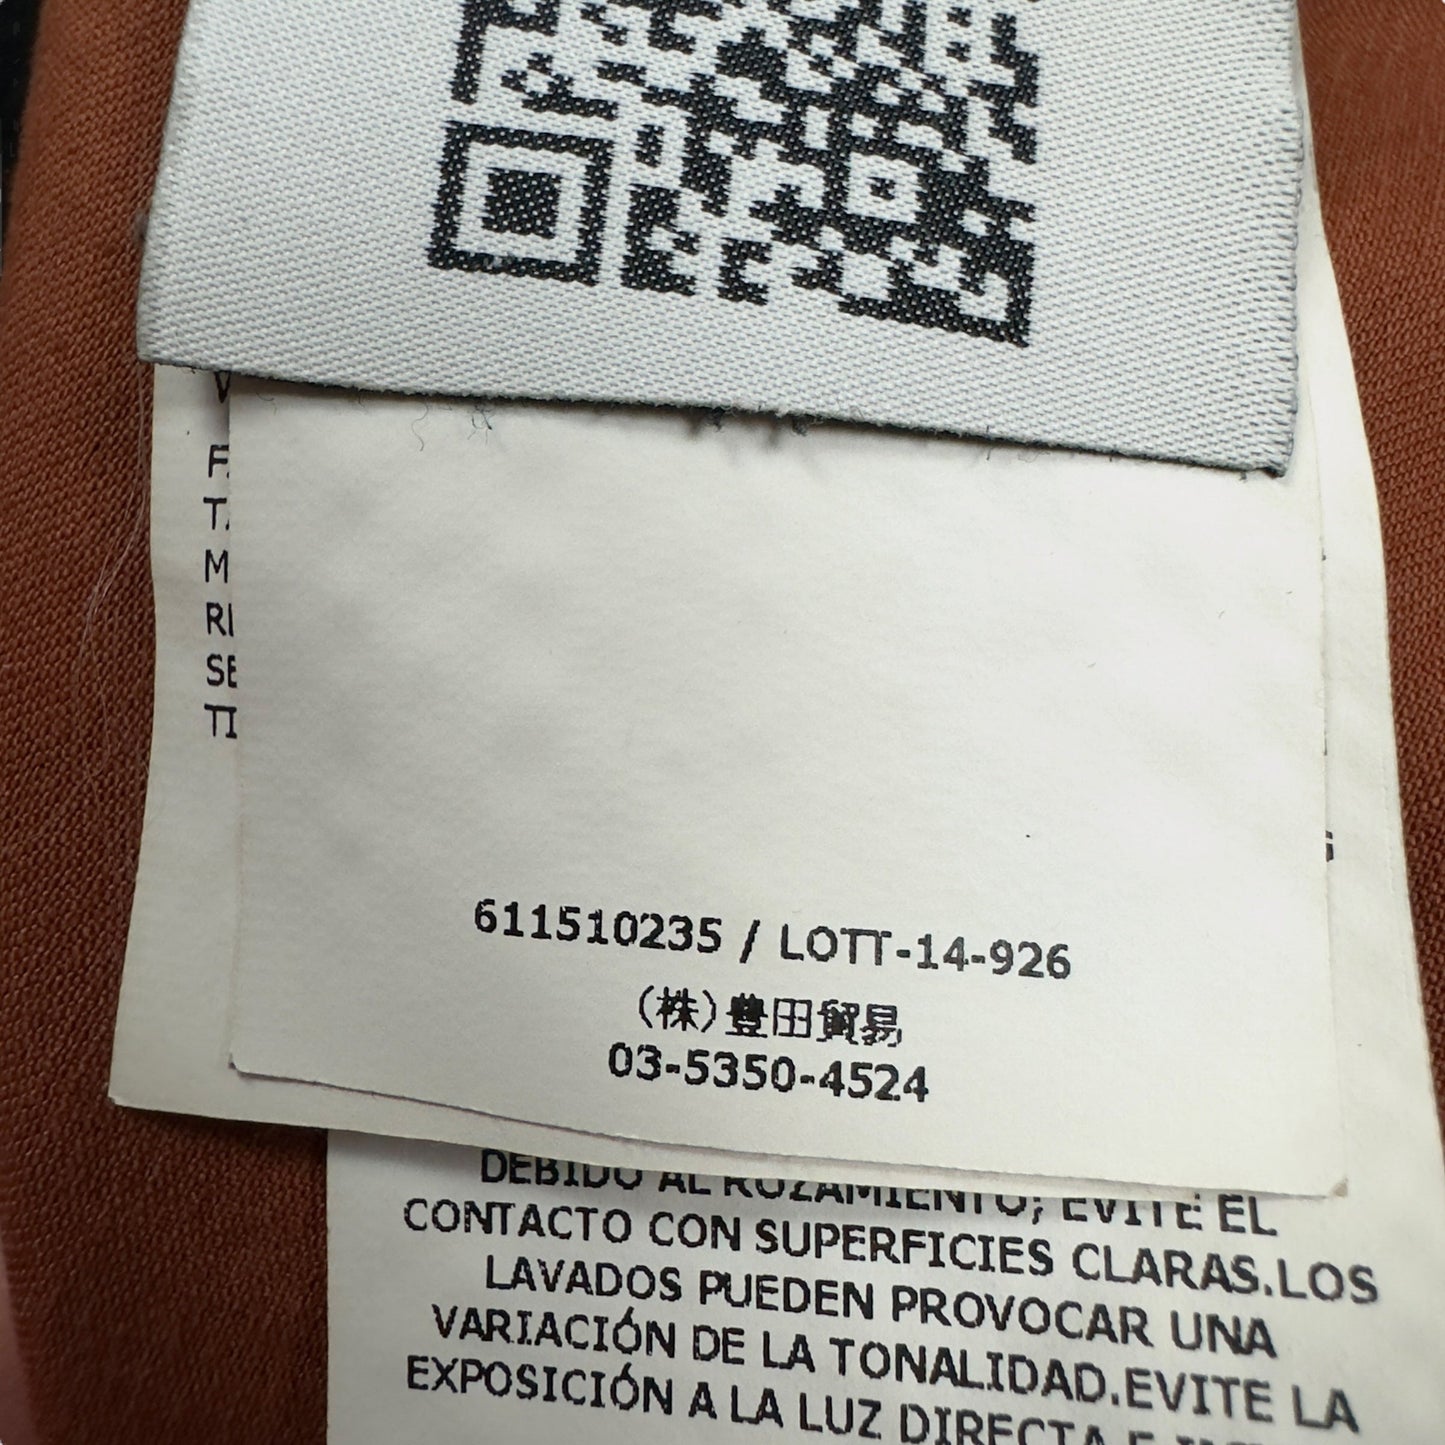 611510235 / LOTT-14-926
(株)豊田貿易
03-5350-4524
DEBIDO AL ROZAMIENTO; EVITE EL
CONTACTO CON SUPERFICIES CLARAS.LOS
LAVADOS PUEDEN PROVOCAR UNA
VARIACIÓN DE LA TONALIDAD.EVITE LA
EXPOSICIÓN A LA LUZ DIRECTA